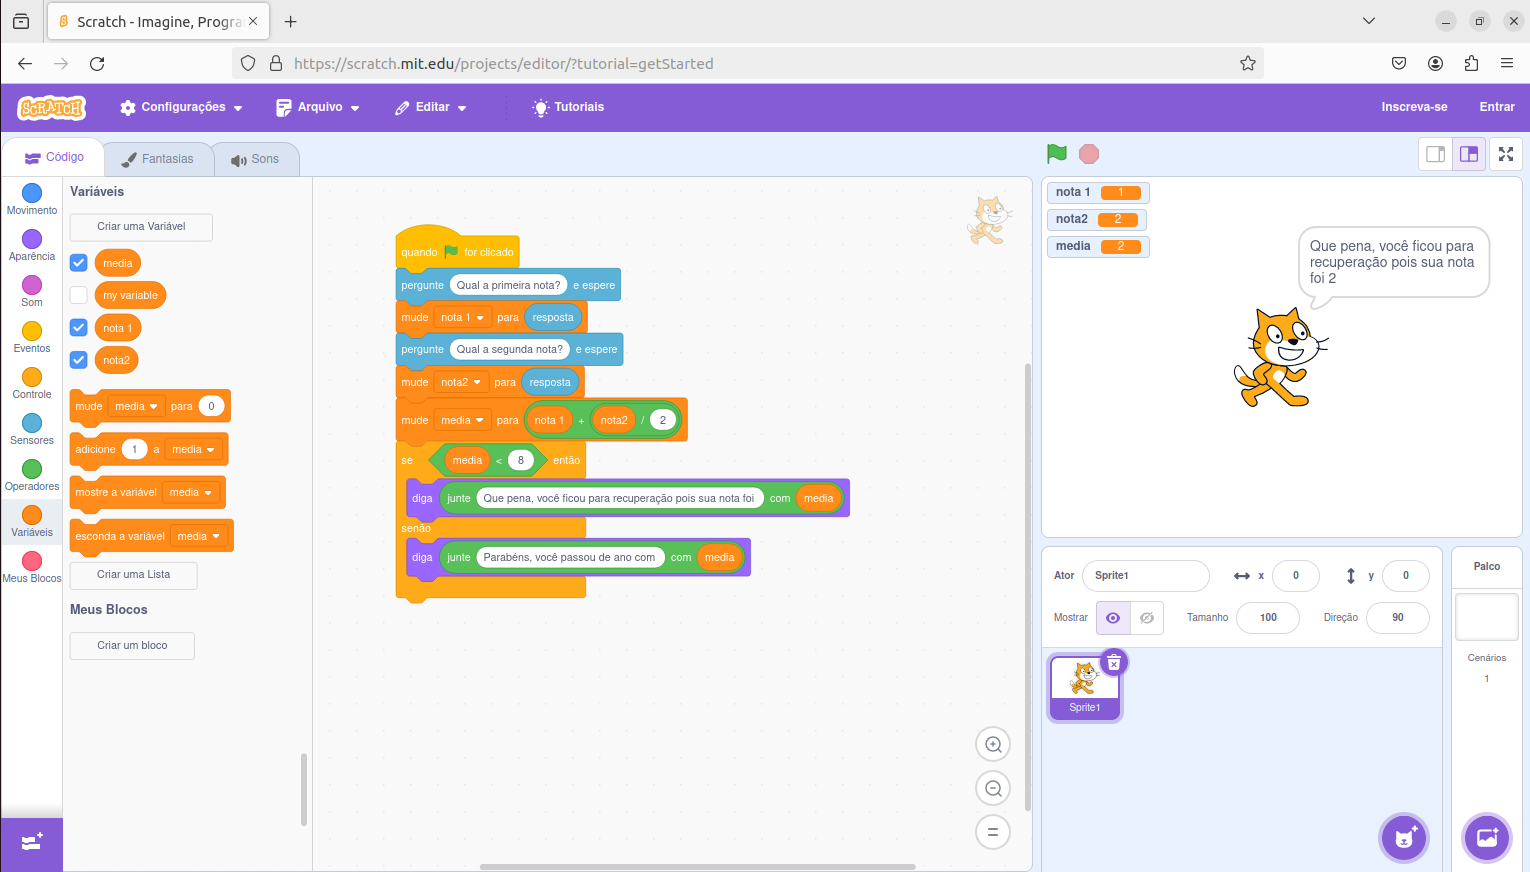 Scratch - Imagine, Progra
https://scratch.mit.edu/projects/editor/?tutorial=getStarted
SCRATCH
Configurações
Arquivo
Editar
Tutoriais
Inscreva-se
Entrar
Código
Fantasias
Sons
Movimento
Aparência
Som
Eventos
Controle
Sensores
Operadores
Variáveis
Meus Blocos
Variáveis
Criar uma Variável
media
my variable
nota 1
nota2
mude media para 0
adicione 1 a media
mostre a variável media
esconda a variável media
Criar uma Lista
Meus Blocos
Criar um bloco
quando for clicado
pergunte Qual a primeira nota? e espere
mude nota 1 para resposta
pergunte Qual a segunda nota? e espere
mude nota2 para resposta
mude media para nota 1 + nota2 / 2
se media < 8 então
diga junte Que pena, você ficou para recuperação pois sua nota foi com media
senão
diga junte Parabéns, você passou de ano com com media
nota 1 1
nota2 2
media 2
Que pena, você ficou para
recuperação pois sua nota
foi 2
Ator Sprite1 x 0 y 0
Mostrar Tamanho 100 Direção 90
Sprite1
Palco
Cenários
1